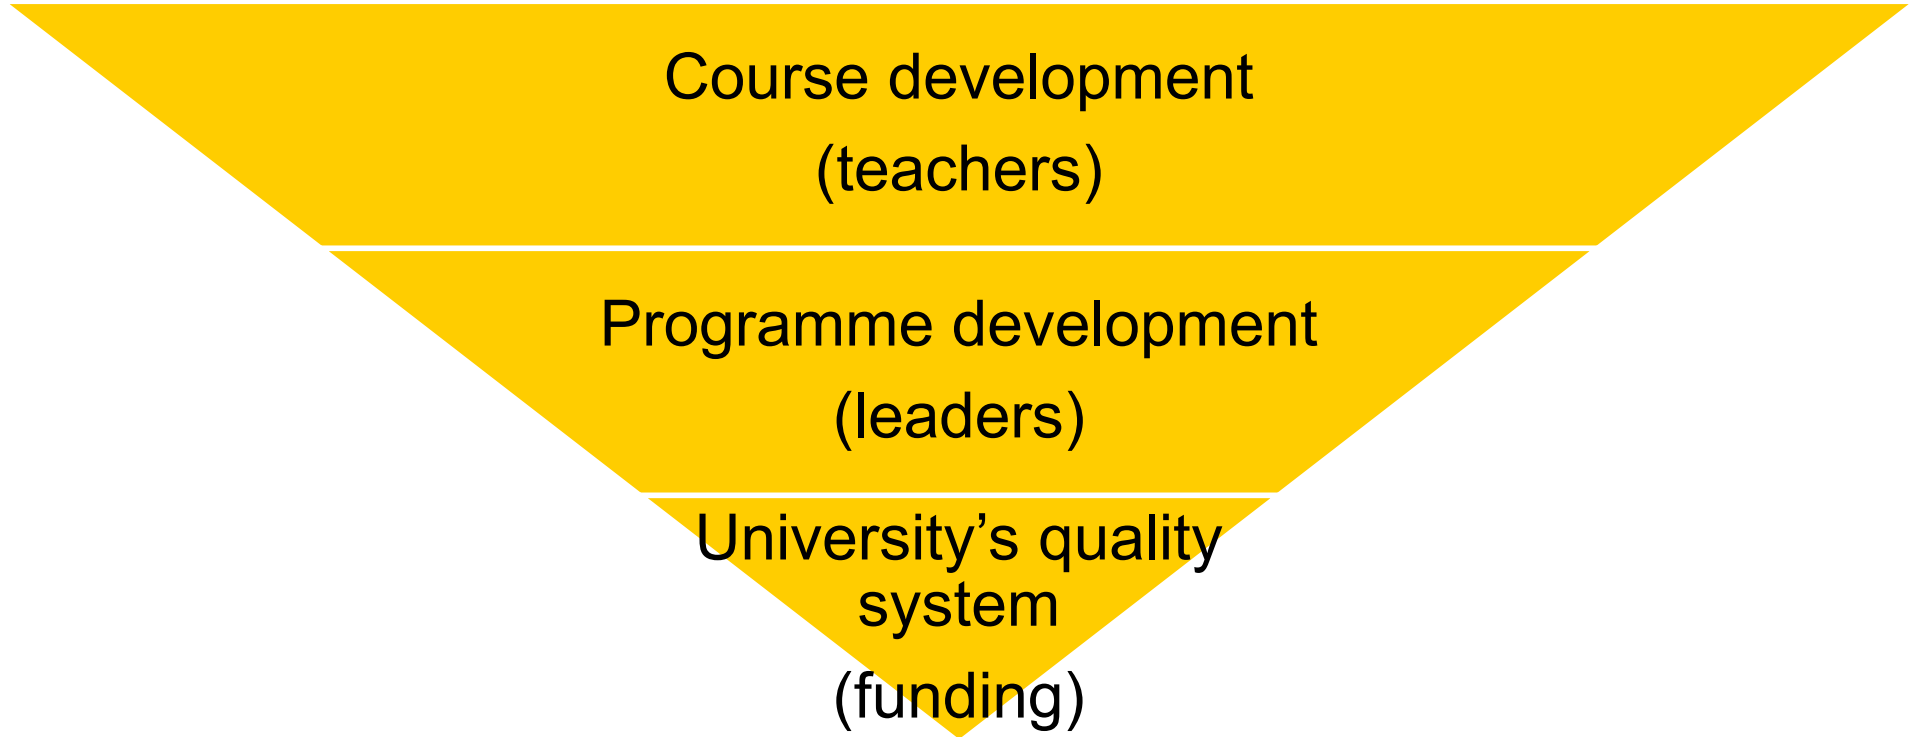 Course development
(teachers)
Programme development
(leaders)
University’s quality
system
(funding)